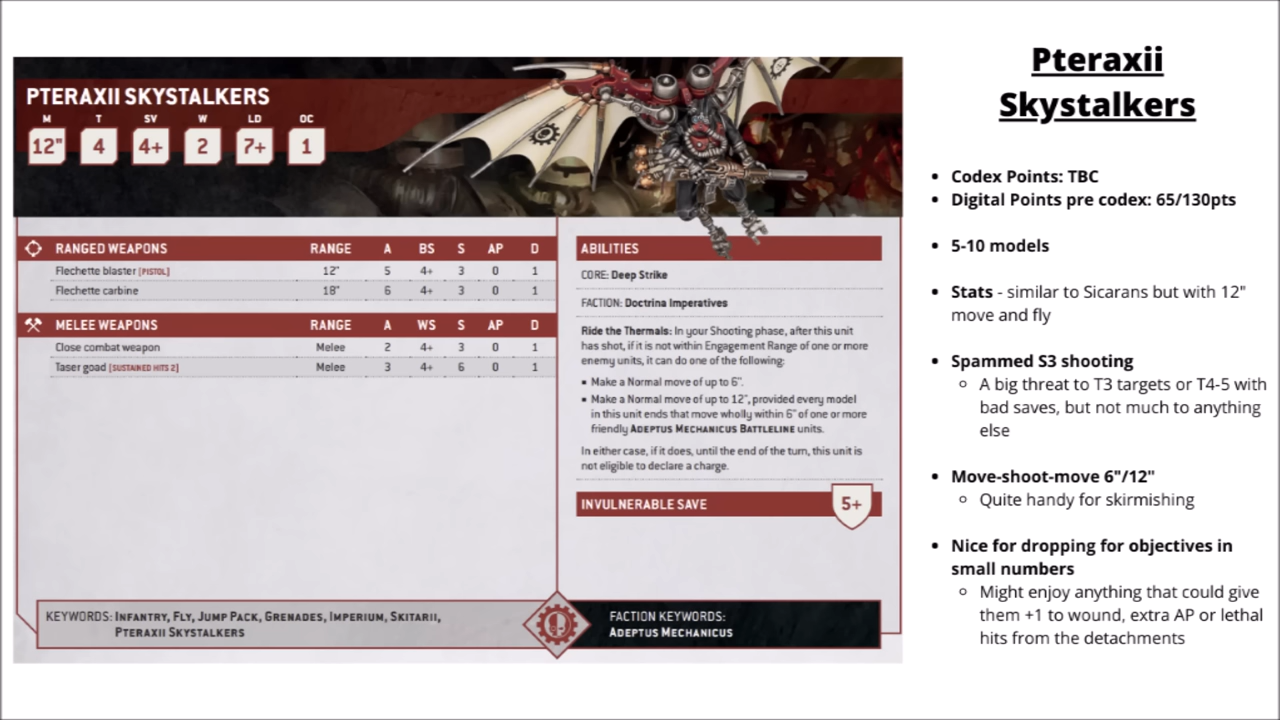 PTERAXII SKYSTALKERS
M T SV W LD OC
12" 4 4+ 2 7+ 1
RANGED WEAPONS RANGE A BS S AP D
Flechette blaster [PISTOL] 12" 5 4+ 3 0 1
Flechette carbine 18" 6 4+ 3 0 1
MELEE WEAPONS RANGE A WS S AP D
Close combat weapon Melee 2 4+ 3 0 1
Taser goad [SUSTAINED HITS 2] Melee 3 4+ 6 0 1
ABILITIES
CORE: Deep Strike
FACTION: Doctrina Imperatives
Ride the Thermals: In your Shooting phase, after this unit
has shot, if it is not within Engagement Range of one or more
enemy units, it can do one of the following:
▪ Make a Normal move of up to 6".
▪ Make a Normal move of up to 12", provided every model
in this unit ends that move wholly within 6" of one or more
friendly ADEPTUS MECHANICUS BATTLELINE units.
In either case, if it does, until the end of the turn, this unit is
not eligible to declare a charge.
INVULNERABLE SAVE 5+
KEYWORDS: INFANTRY, FLY, JUMP PACK, GRENADES, IMPERIUM, SKITARII,
PTERAXII SKYSTALKERS
FACTION KEYWORDS:
ADEPTUS MECHANICUS
Pteraxii
Skystalkers
• Codex Points: TBC
• Digital Points pre codex: 65/130pts
• 5-10 models
• Stats - similar to Sicarans but with 12"
move and fly
• Spammed S3 shooting
○ A big threat to T3 targets or T4-5 with
bad saves, but not much to anything
else
• Move-shoot-move 6"/12"
○ Quite handy for skirmishing
• Nice for dropping for objectives in
small numbers
○ Might enjoy anything that could give
them +1 to wound, extra AP or lethal
hits from the detachments